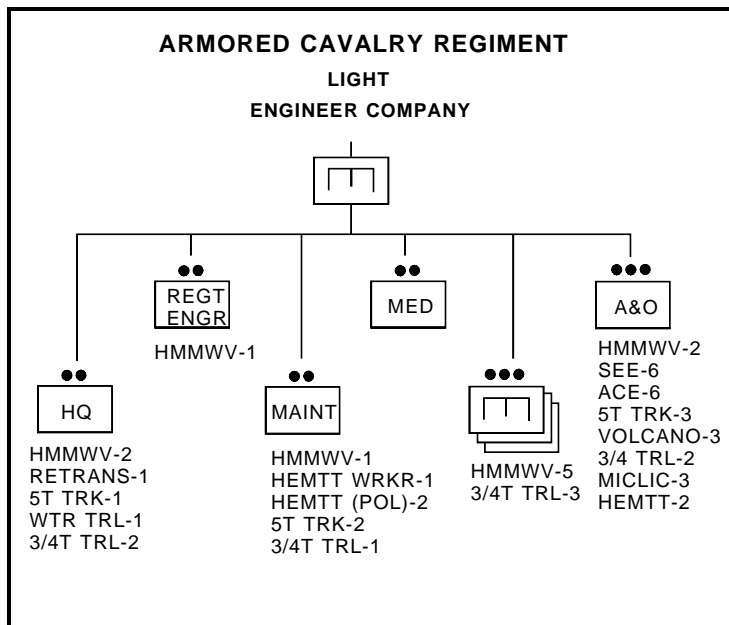 ARMORED CAVALRY REGIMENT
LIGHT
ENGINEER COMPANY
REGT
ENGR
HMMWV-1
MED
A&O
HMMWV-2
SEE-6
ACE-6
5T TRK-3
VOLCANO-3
3/4 TRL-2
MICLIC-3
HEMTT-2
HQ
HMMWV-2
RETRANS-1
5T TRK-1
WTR TRL-1
3/4T TRL-2
MAINT
HMMWV-1
HEMTT WRKR-1
HEMTT (POL)-2
5T TRK-2
3/4T TRL-1
HMMWV-5
3/4T TRL-3